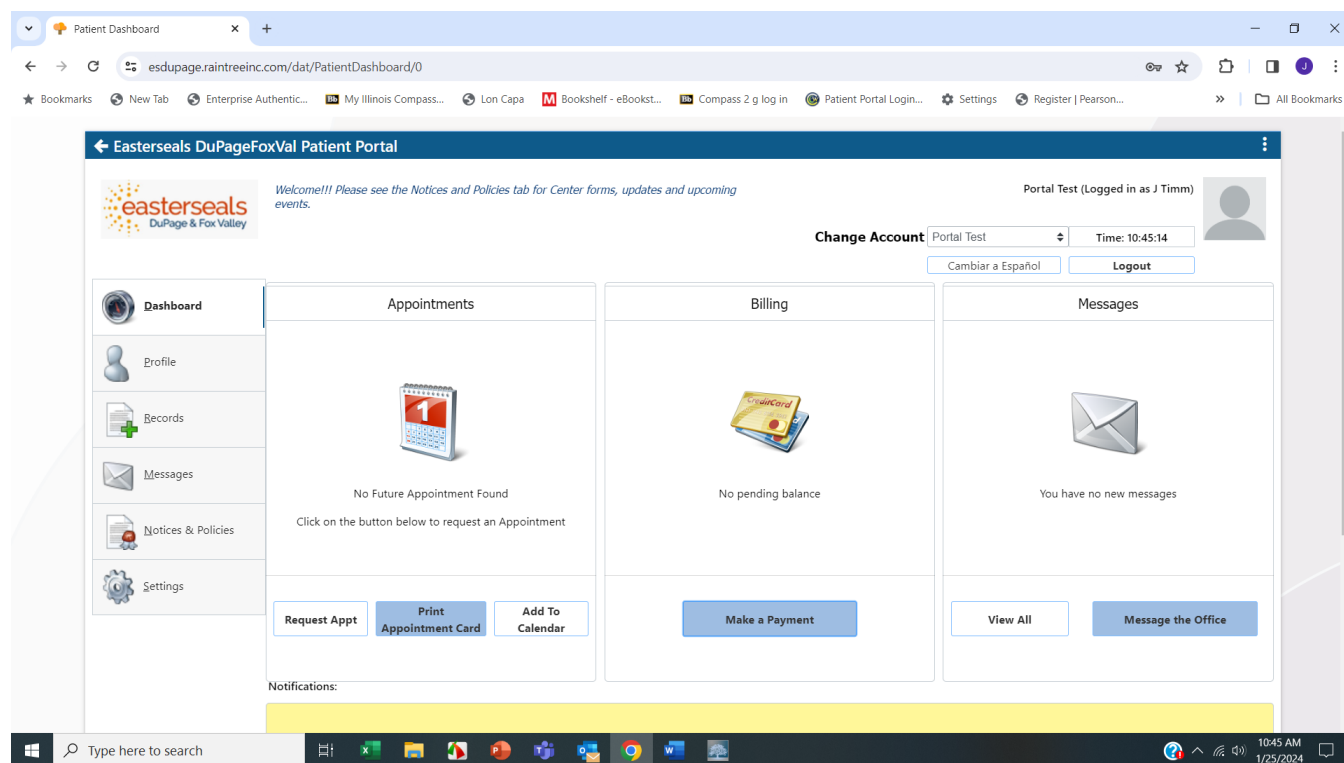 Patient Dashboard
esdupage.raintreeinc.com/dat/PatientDashboard/0
Bookmarks New Tab Enterprise Authentic... My Illinois Compass... Lon Capa Bookshelf - eBookst... Compass 2 g log in Patient Portal Login... Settings Register | Pearson... » All Bookmarks
Easterseals DuPageFoxVal Patient Portal
easterseals
DuPage & Fox Valley
Welcome!!! Please see the Notices and Policies tab for Center forms, updates and upcoming
events.
Portal Test (Logged in as J Timm)
Change Account Portal Test Time: 10:45:14
Cambiar a Español Logout
Dashboard
Profile
Records
Messages
Notices & Policies
Settings
Appointments
1
No Future Appointment Found
Click on the button below to request an Appointment
Request Appt
Print
Appointment Card
Add To
Calendar
Billing
CreditCard
No pending balance
Make a Payment
Messages
You have no new messages
View All
Message the Office
Notifications:
Type here to search
10:45 AM
1/25/2024